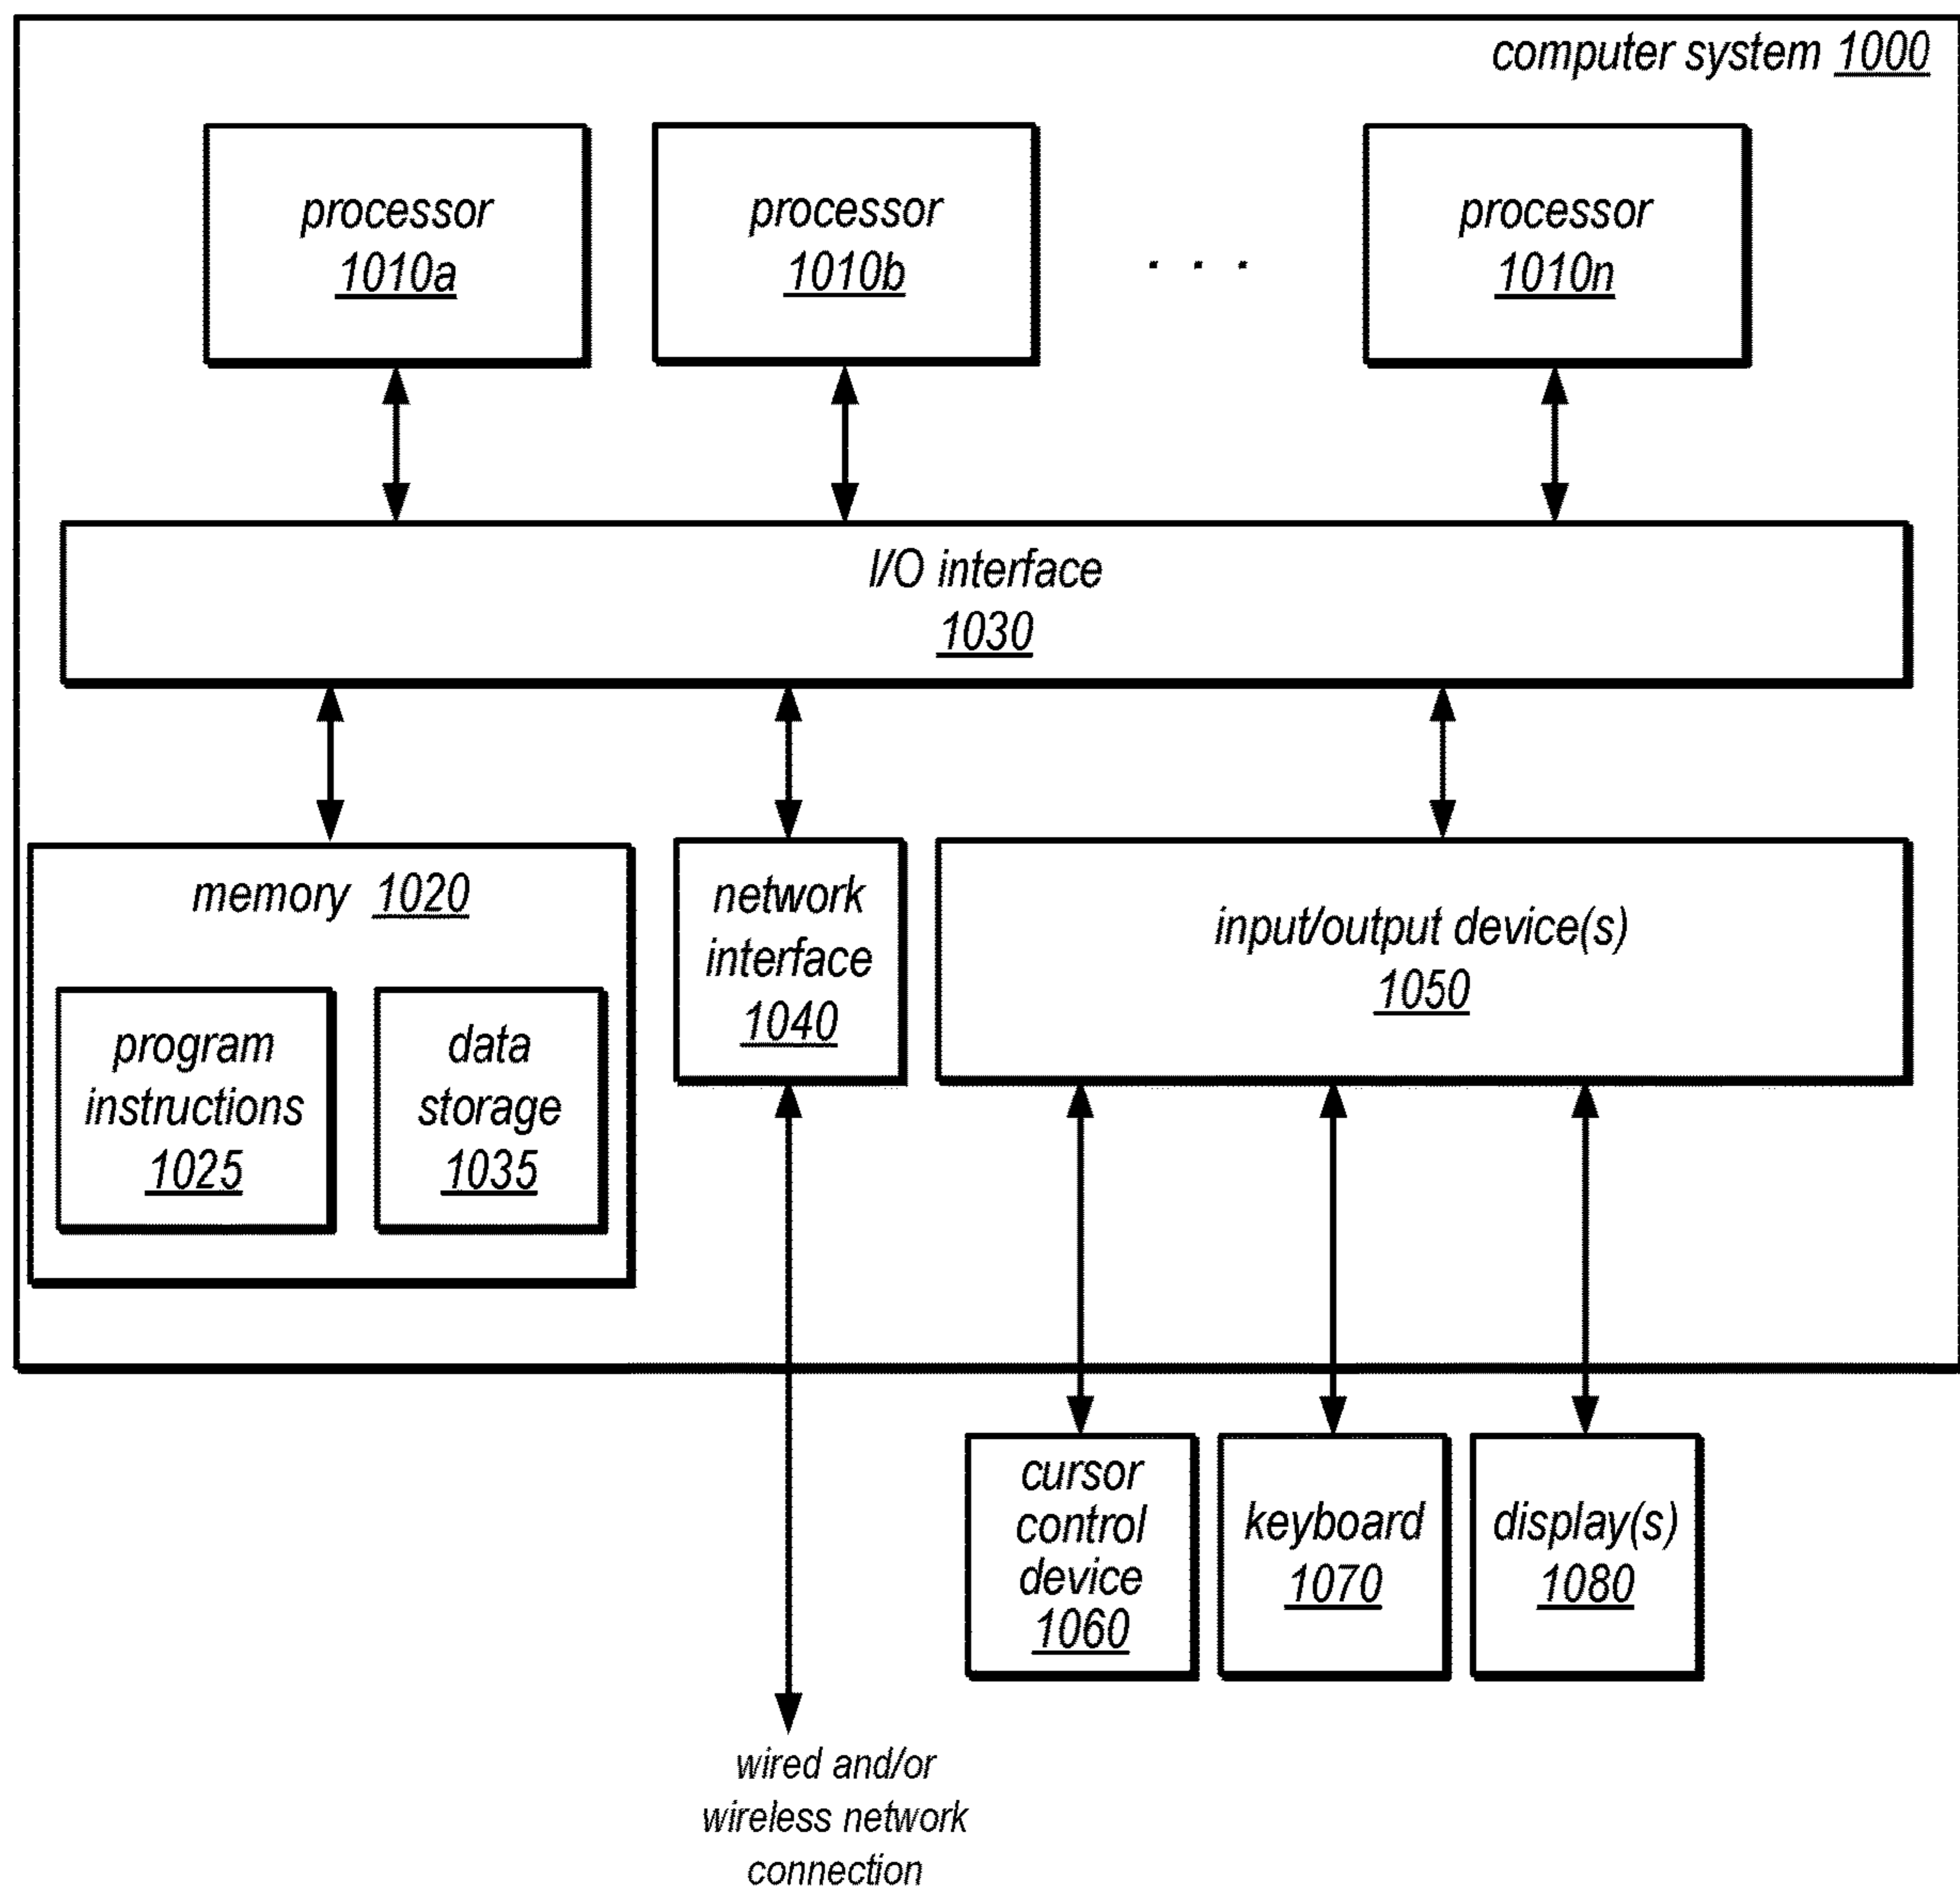 computer system 1000
processor
1010a
processor
1010b
. . .
processor
1010n
I/O interface
1030
memory 1020
program
instructions
1025
data
storage
1035
network
interface
1040
input/output device(s)
1050
cursor
control
device
1060
keyboard
1070
display(s)
1080
wired and/or
wireless network
connection